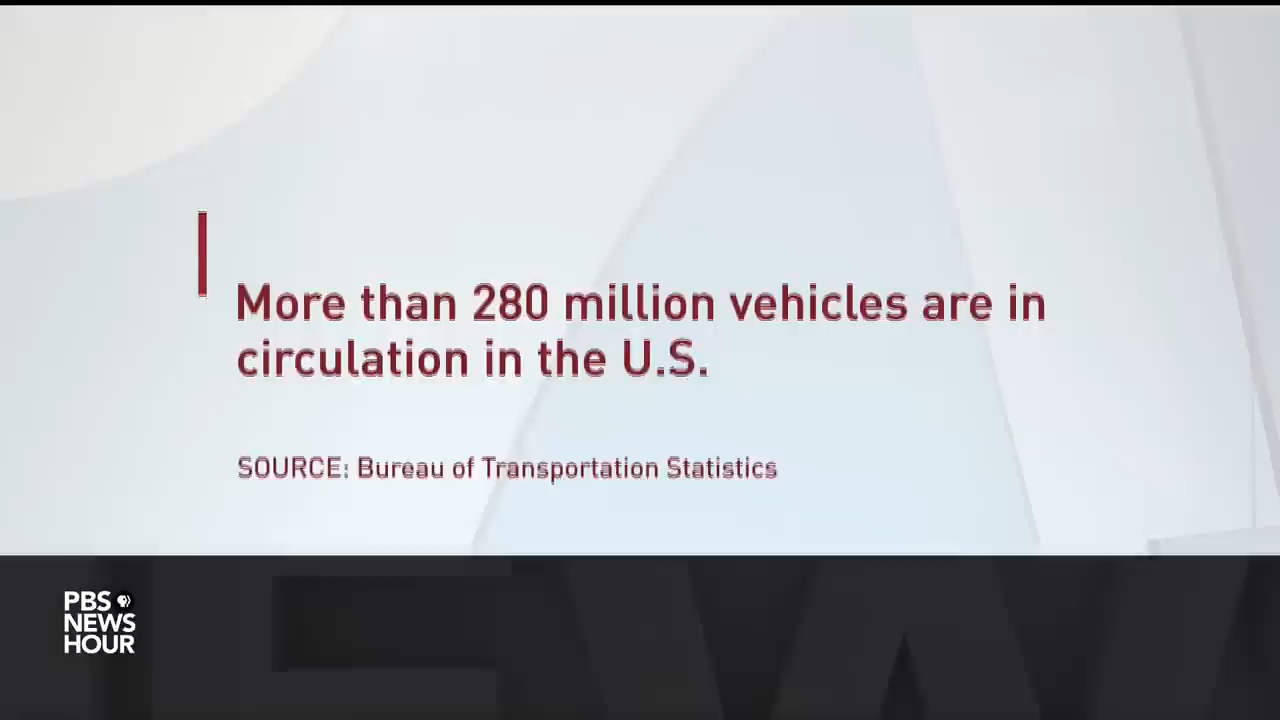 More than 280 million vehicles are in
circulation in the U.S.
SOURCE: Bureau of Transportation Statistics
PBS
NEWS
HOUR